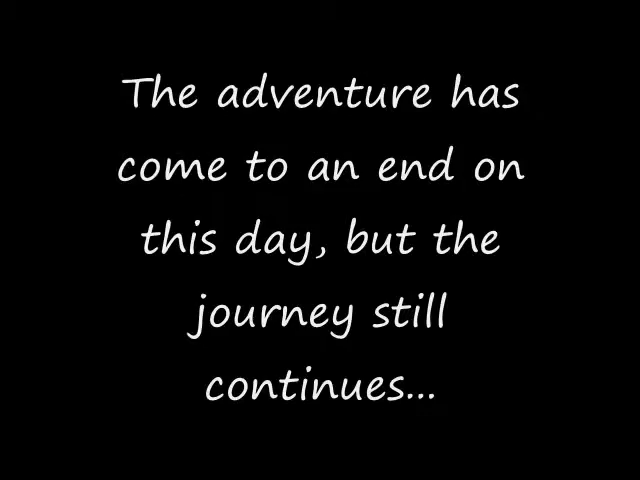 The adventure has
come to an end on
this day, but the
journey still
continues...